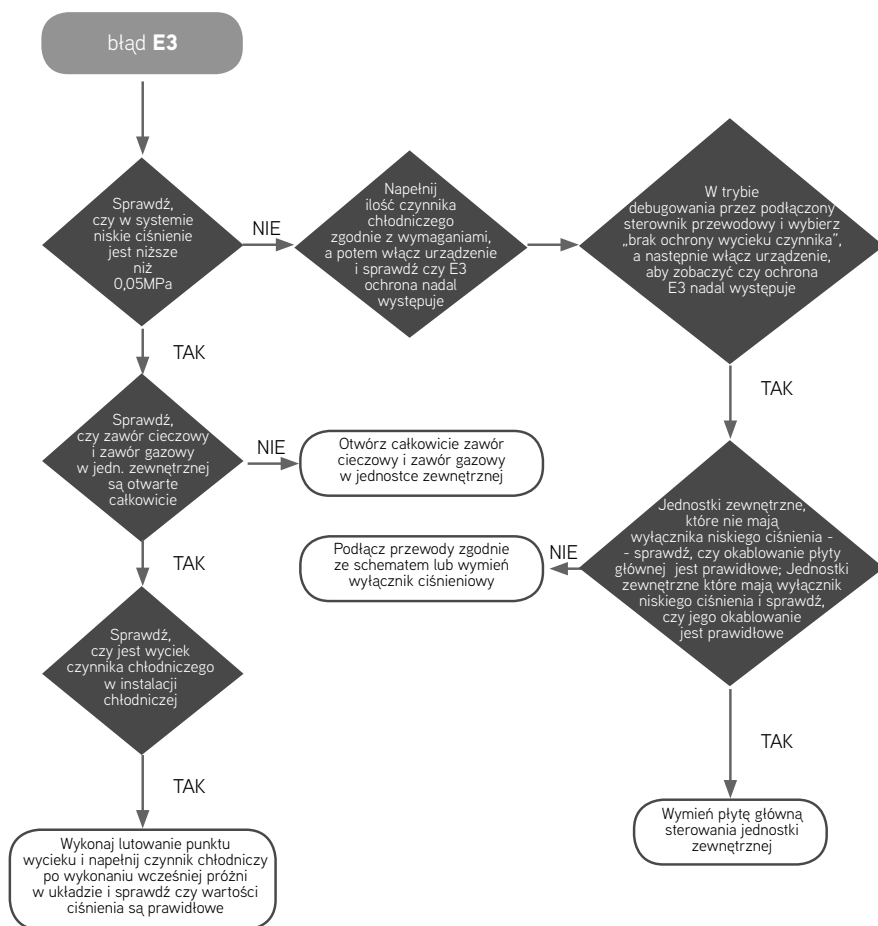 błąd E3
Sprawdź,
czy w systemie
niskie ciśnienie
jest niższe
niż
0,05MPa
NIE
Napełnij
ilość czynnika
chłodniczego
zgodnie z wymaganiami,
a potem włącz urządzenie
i sprawdź czy E3
ochrona nadal
występuje
W trybie
debugowania przez podłączony
sterownik przewodowy i wybierz
„brak ochrony wycieku czynnika”,
a następnie włącz urządzenie,
aby zobaczyć czy ochrona
E3 nadal występuje
TAK
TAK
Sprawdź,
czy zawór cieczowy
i zawór gazowy
w jedn. zewnętrznej
są otwarte
całkowicie
NIE
Otwórz całkowicie zawór
cieczowy i zawór gazowy
w jednostce zewnętrznej
Jednostki zewnętrzne,
które nie mają
wyłącznika niskiego ciśnienia -
- sprawdź, czy okablowanie płyty
głównej jest prawidłowe; Jednostki
zewnętrzne które mają wyłącznik
niskiego ciśnienia i sprawdź,
czy jego okablowanie
jest prawidłowe
NIE
Podłącz przewody zgodnie
ze schematem lub wymień
wyłącznik ciśnieniowy
TAK
Sprawdź,
czy jest wyciek
czynnika chłodniczego
w instalacji
chłodniczej
TAK
TAK
Wykonaj lutowanie punktu
wycieku i napełnij czynnik chłodniczy
po wykonaniu wcześniej próżni
w układzie i sprawdź czy wartości
ciśnienia są prawidłowe
Wymień płytę główną
sterowania jednostki
zewnętrznej